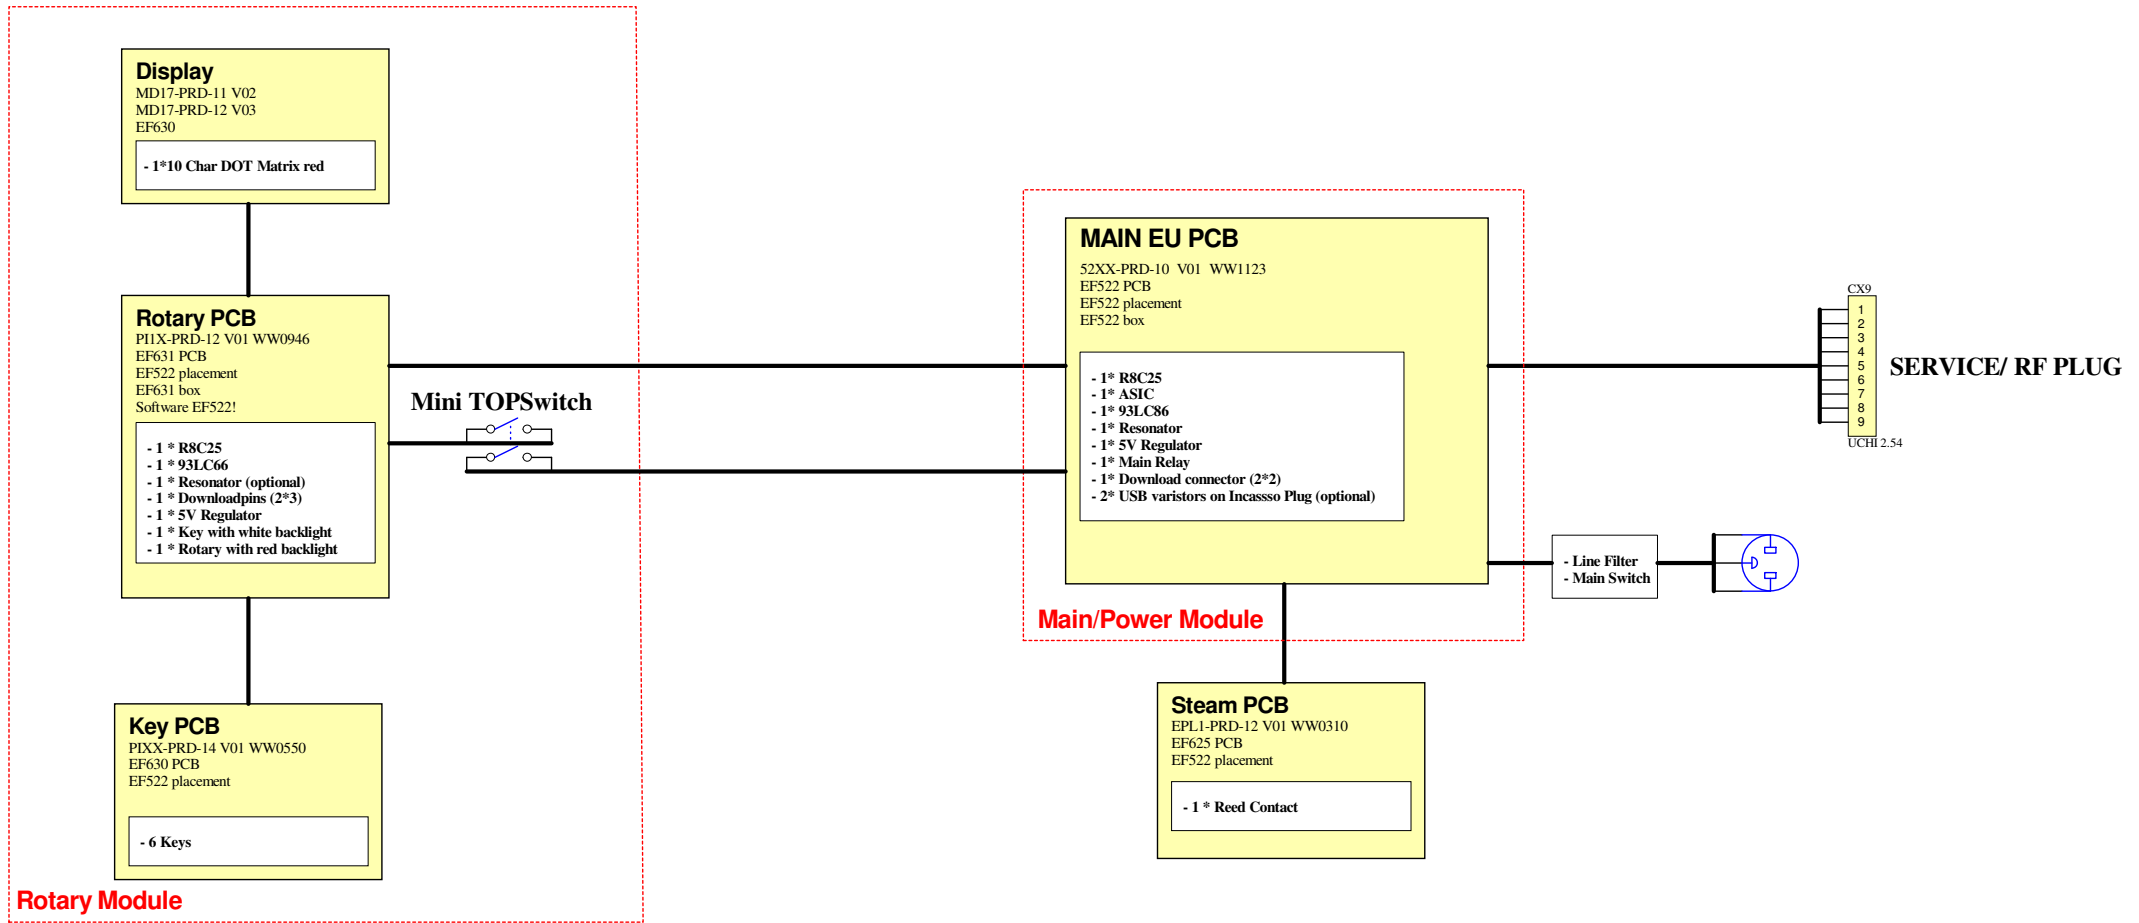 Display
MD17-PRD-11 V02
MD17-PRD-12 V03
EF630
- 1*10 Char DOT Matrix red
Rotary PCB
PI1X-PRD-12 V01 WW0946
EF631 PCB
EF522 placement
EF631 box
Software EF522!
- 1 * R8C25
- 1 * 93LC66
- 1 * Resonator (optional)
- 1 * Downloadpins (2*3)
- 1 * 5V Regulator
- 1 * Key with white backlight
- 1 * Rotary with red backlight
Mini TOPSwitch
Key PCB
PIXX-PRD-14 V01 WW0550
EF630 PCB
EF522 placement
- 6 Keys
Rotary Module
MAIN EU PCB
52XX-PRD-10 V01 WW1123
EF522 PCB
EF522 placement
EF522 box
- 1* R8C25
- 1* ASIC
- 1* 93LC86
- 1* Resonator
- 1* 5V Regulator
- 1* Main Relay
- 1* Download connector (2*2)
- 2* USB varistors on Incassso Plug (optional)
Main/Power Module
Steam PCB
EPL1-PRD-12 V01 WW0310
EF625 PCB
EF522 placement
- 1 * Reed Contact
- Line Filter
- Main Switch
CX9
1
2
3
4
5
6
7
8
9
UCHI 2.54
SERVICE/ RF PLUG